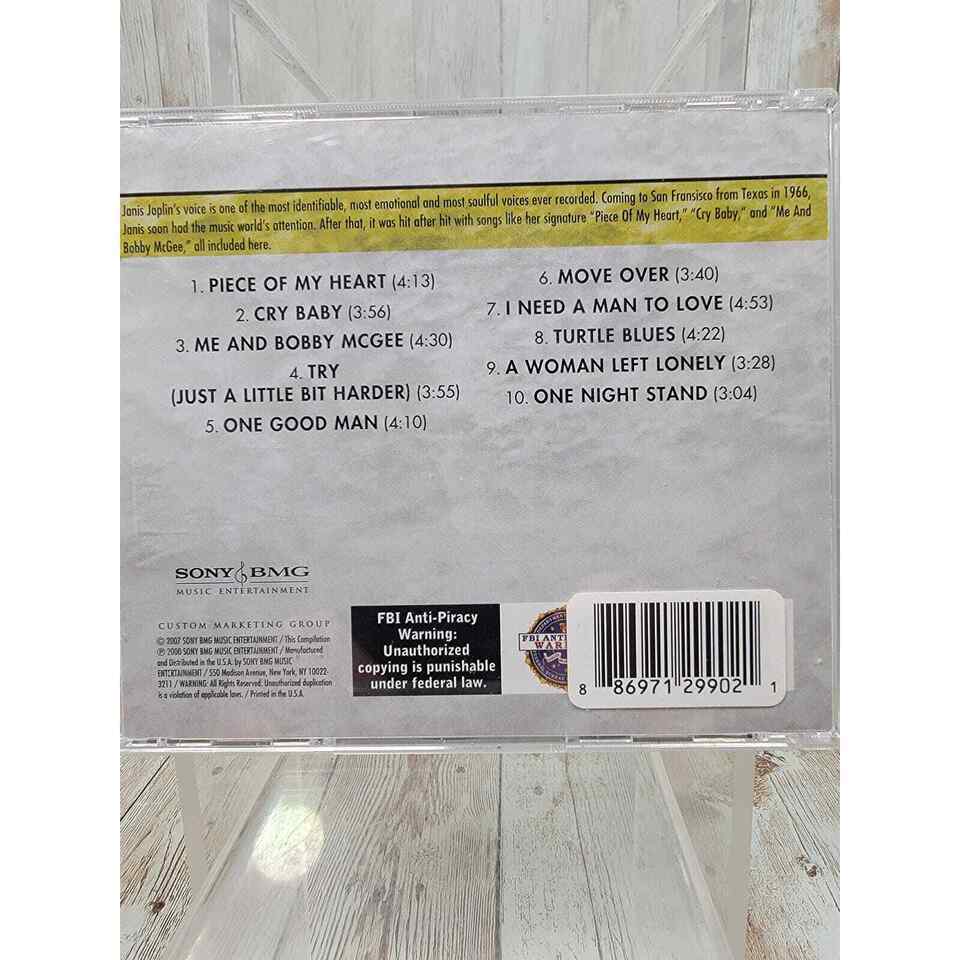 Janis Joplin's voice is one of the most identifiable, most emotional and most soulful voices ever recorded. Coming to San Fransisco from Texas in 1966,
Janis soon had the music world's attention. After that, it was hit after hit with songs like her signature "Piece Of My Heart," "Cry Baby," and "Me And
Bobby McGee," all included here.
1. PIECE OF MY HEART (4:13)
2. CRY BABY (3:56)
3. ME AND BOBBY MCGEE (4:30)
4. TRY
(JUST A LITTLE BIT HARDER) (3:55)
5. ONE GOOD MAN (4:10)
6. MOVE OVER (3:40)
7. I NEED A MAN TO LOVE (4:53)
8. TURTLE BLUES (4:22)
9. A WOMAN LEFT LONELY (3:28)
10. ONE NIGHT STAND (3:04)
SONY BMG
MUSIC ENTERTAINMENT
CUSTOM MARKETING GROUP
© 2007 SONY BMG MUSIC ENTERTAINMENT / This Compilation
℗ 2000 SONY BMG MUSIC ENTERTAINMENT / Manufactured
and Distributed in the U.S.A. by SONY BMG MUSIC
ENTERTAINMENT / 550 Madison Avenue, New York, NY 10022-
3211 / WARNING: All Rights Reserved. Unauthorized duplication
is a violation of applicable laws. / Printed in the U.S.A.
FBI Anti-Piracy
Warning:
Unauthorized
copying is punishable
under federal law.
FBI
8 86971 29902 1